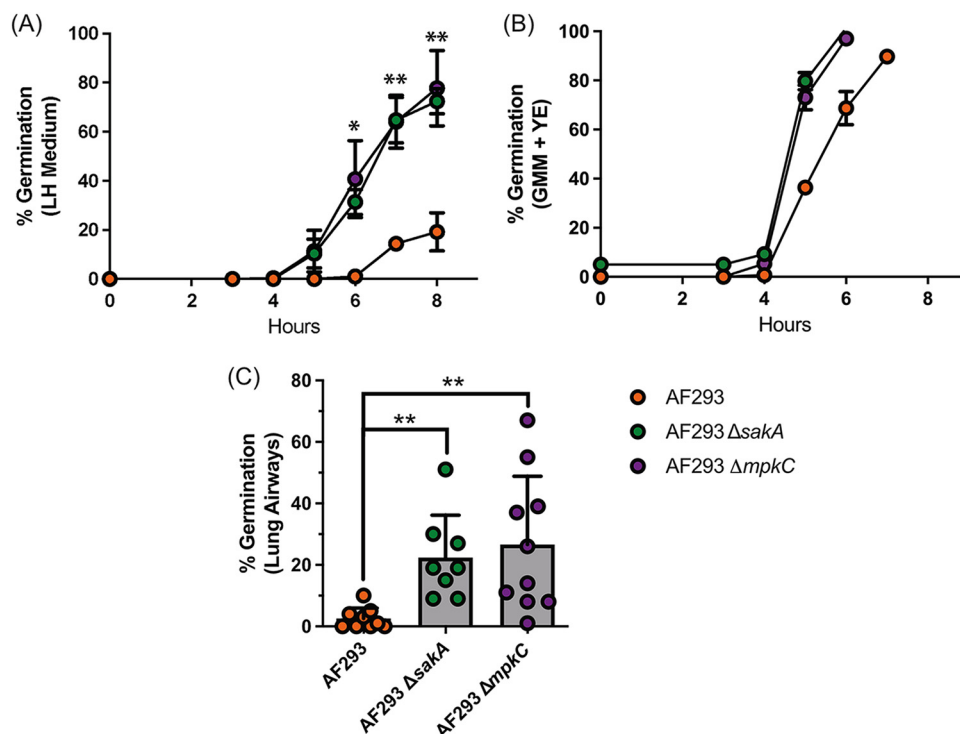 (A)
% Germination
(LH Medium)
100
80
60
40
20
0
*
**
**
0 2 4 6 8
Hours
(B)
% Germination
(GMM + YE)
100
80
60
40
20
0
0 2 4 6 8
Hours
(C)
% Germination
(Lung Airways)
80
60
40
20
0
**
**
AF293
AF293 ΔsakA
AF293 ΔmpkC
AF293
AF293 ΔsakA
AF293 ΔmpkC